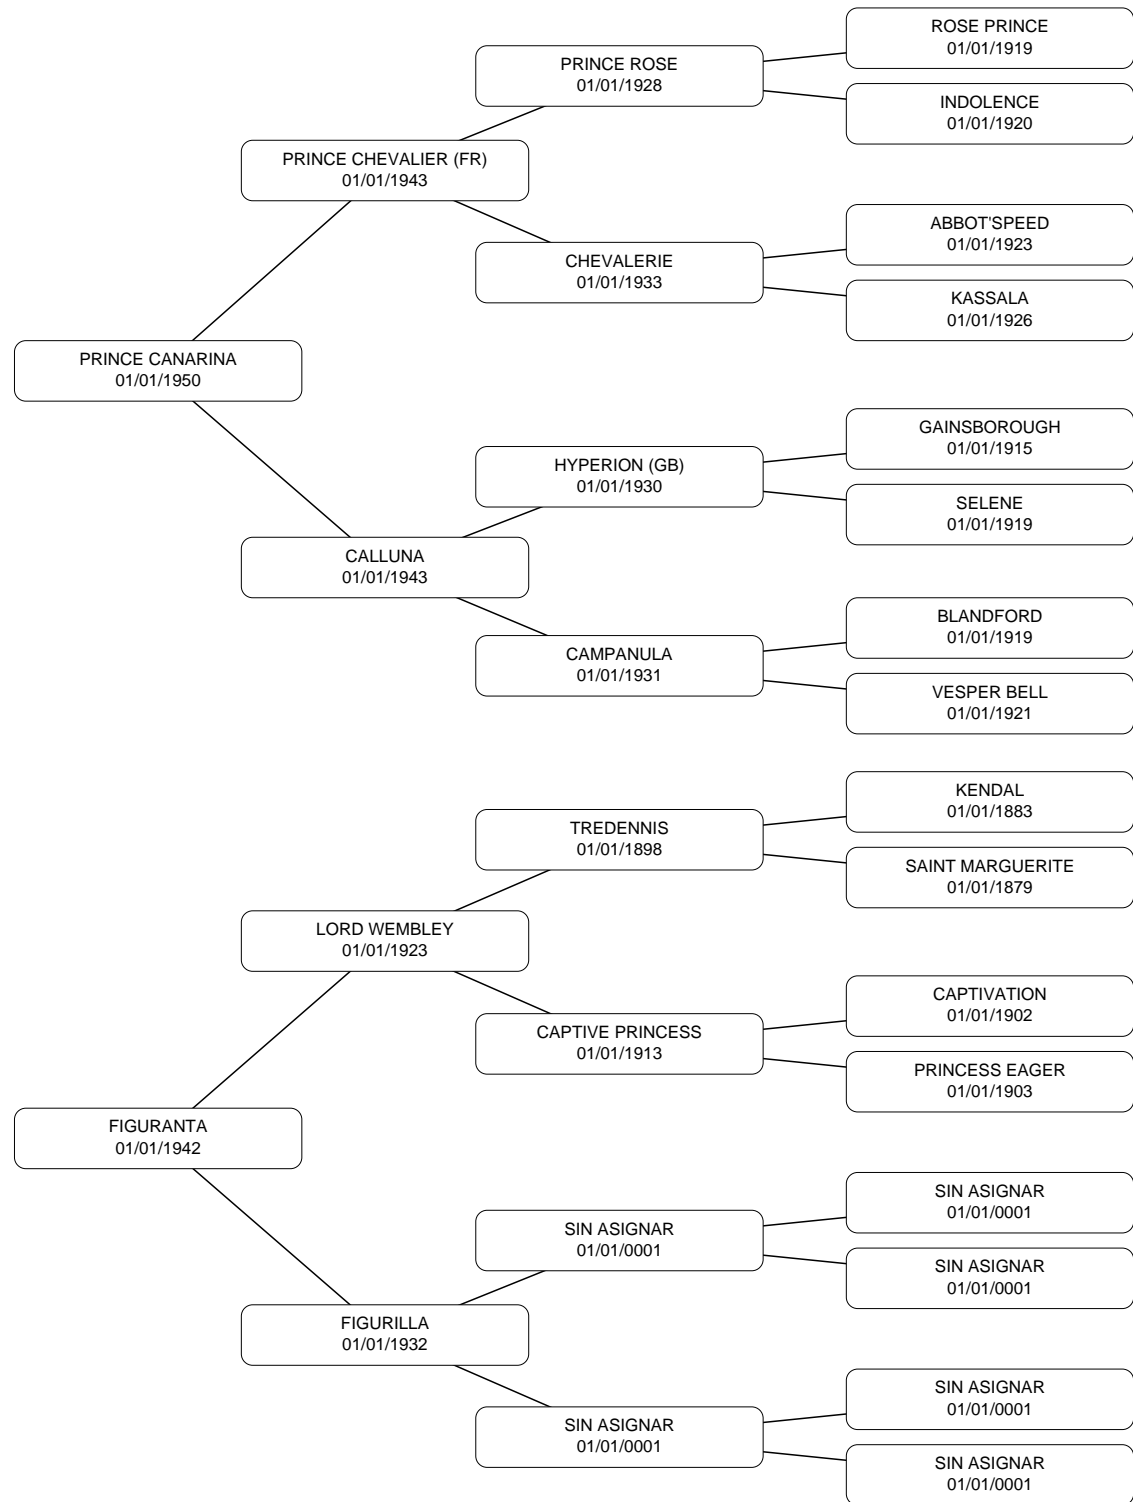 ROSE PRINCE
01/01/1919
PRINCE ROSE
01/01/1928
INDOLENCE
01/01/1920
PRINCE CHEVALIER (FR)
01/01/1943
ABBOT'SPEED
01/01/1923
CHEVALERIE
01/01/1933
KASSALA
01/01/1926
PRINCE CANARINA
01/01/1950
GAINSBOROUGH
01/01/1915
HYPERION (GB)
01/01/1930
SELENE
01/01/1919
CALLUNA
01/01/1943
BLANDFORD
01/01/1919
CAMPANULA
01/01/1931
VESPER BELL
01/01/1921
KENDAL
01/01/1883
TREDENNIS
01/01/1898
SAINT MARGUERITE
01/01/1879
LORD WEMBLEY
01/01/1923
CAPTIVATION
01/01/1902
CAPTIVE PRINCESS
01/01/1913
PRINCESS EAGER
01/01/1903
FIGURANTA
01/01/1942
SIN ASIGNAR
01/01/0001
SIN ASIGNAR
01/01/0001
SIN ASIGNAR
01/01/0001
FIGURILLA
01/01/1932
SIN ASIGNAR
01/01/0001
SIN ASIGNAR
01/01/0001
SIN ASIGNAR
01/01/0001